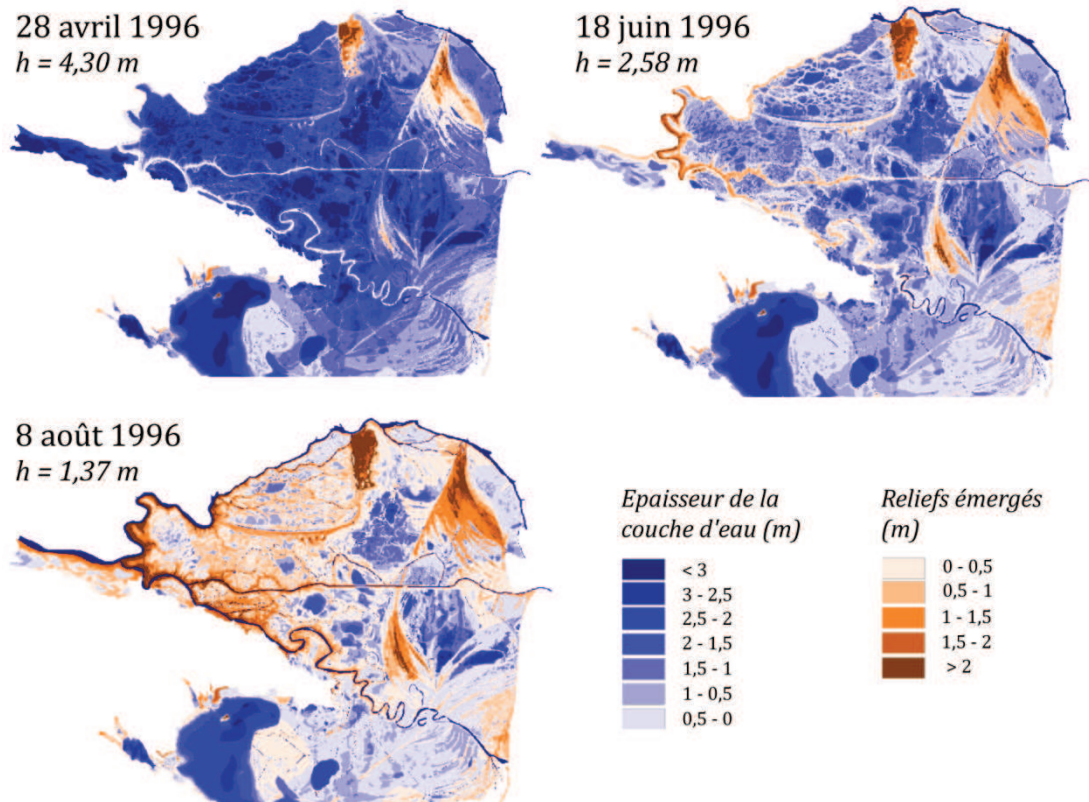 28 avril 1996
h = 4,30 m
18 juin 1996
h = 2,58 m
8 août 1996
h = 1,37 m
Epaisseur de la
couche d'eau (m)
< 3
3 - 2,5
2,5 - 2
2 - 1,5
1,5 - 1
1 - 0,5
0,5 - 0
Reliefs émergés
(m)
0 - 0,5
0,5 - 1
1 - 1,5
1,5 - 2
> 2